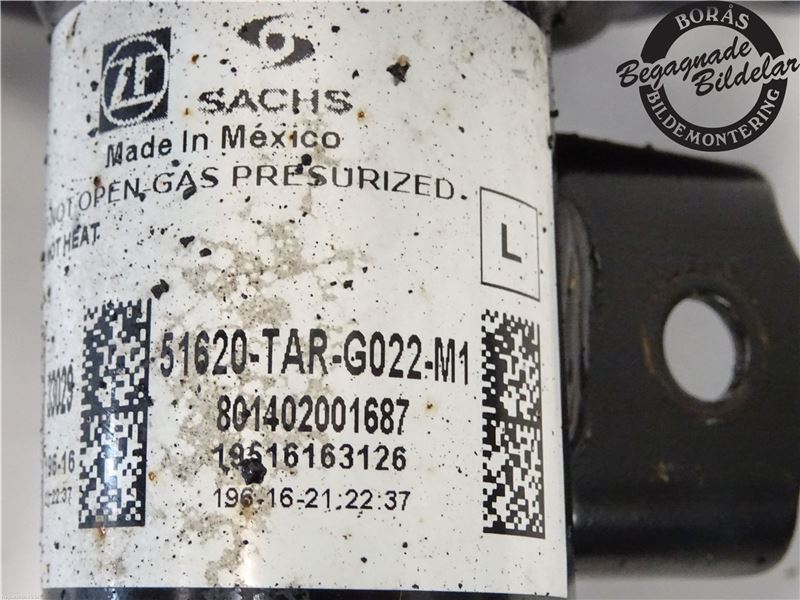 BORÅS
Begagnade
Bildelar
BILDEMONTERING
ZF
SACHS
Made In México
NOT OPEN-GAS PRESURIZED
HEAT
L
51620-TAR-G022-M1
801402001687
19516163126
196-16-21:22:37